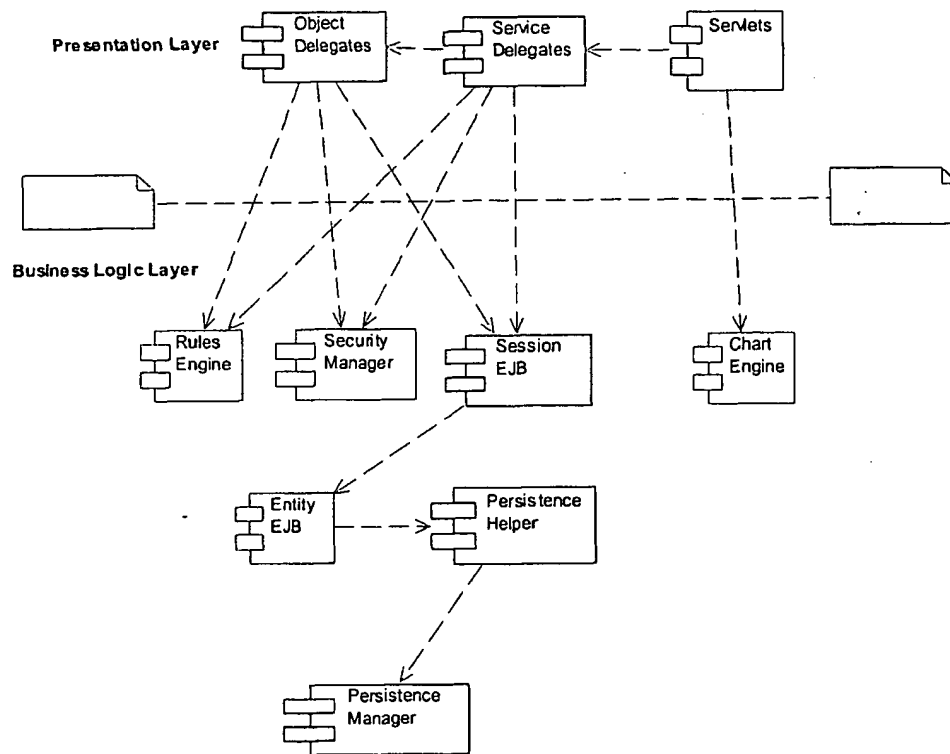 Presentation Layer
Object
Delegates
Service
Delegates
Servlets
Business Logic Layer
Rules
Engine
Security
Manager
Session
EJB
Chart
Engine
Entity
EJB
Persistence
Helper
Persistence
Manager